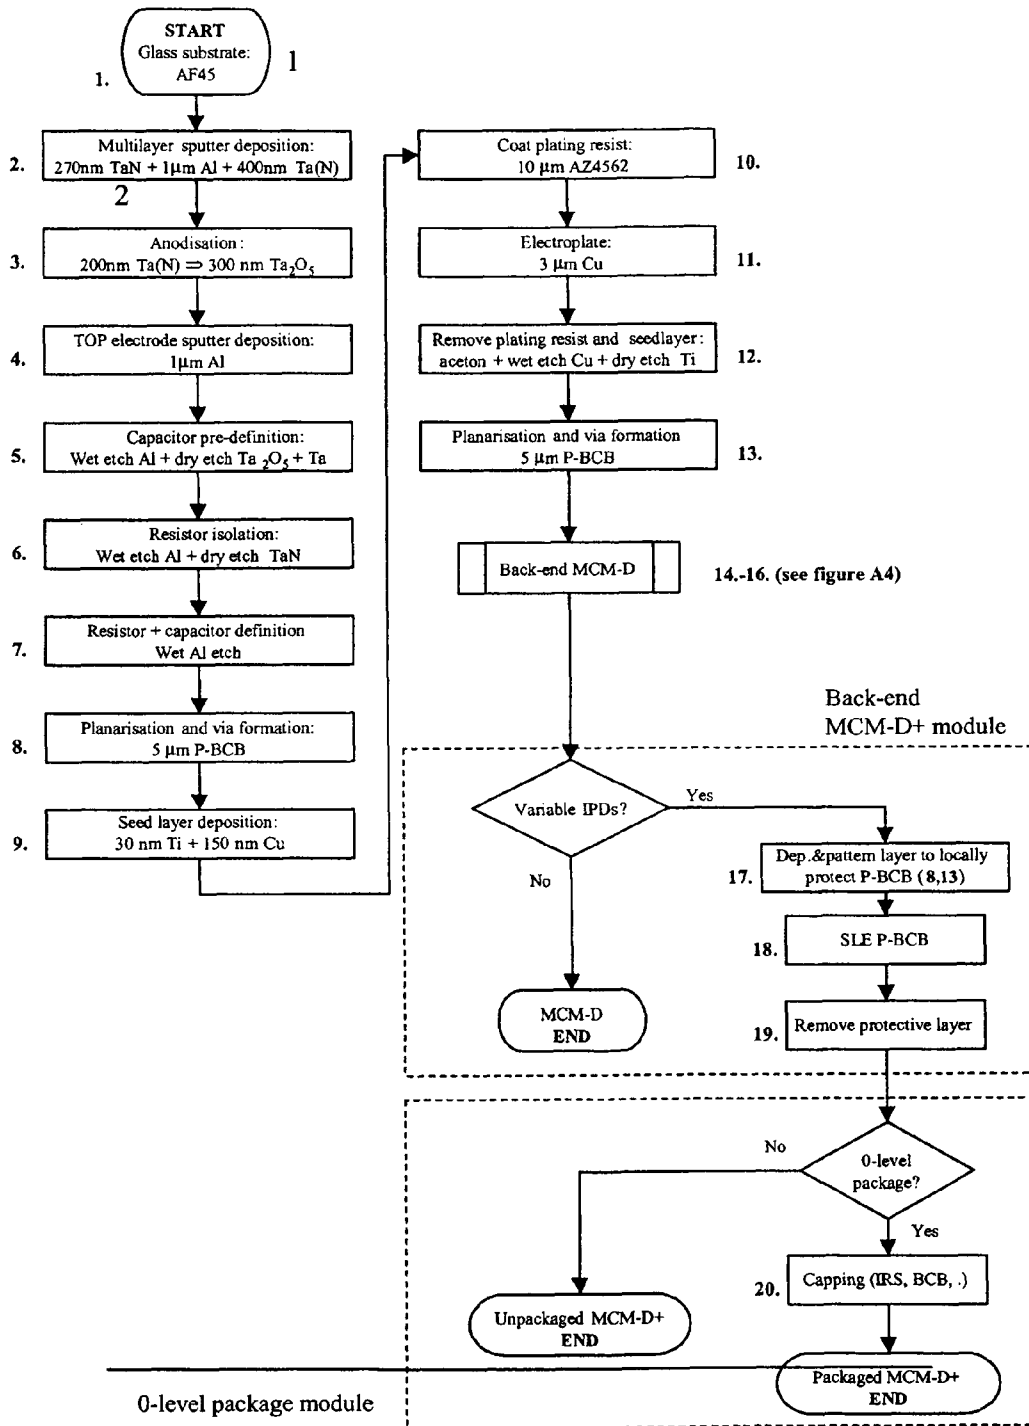 START
Glass substrate:
AF45
1.
1
Multilayer sputter deposition:
270nm TaN + 1μm Al + 400nm Ta(N)
2.
2
Anodisation:
200nm Ta(N) ⇒ 300 nm Ta2O5
3.
TOP electrode sputter deposition:
1μm Al
4.
Capacitor pre-definition:
Wet etch Al + dry etch Ta2O5 + Ta
5.
Resistor isolation:
Wet etch Al + dry etch TaN
6.
Resistor + capacitor definition
Wet Al etch
7.
Planarisation and via formation:
5 μm P-BCB
8.
Seed layer deposition:
30 nm Ti + 150 nm Cu
9.
Coat plating resist:
10 μm AZ4562
10.
Electroplate:
3 μm Cu
11.
Remove plating resist and seedlayer:
aceton + wet etch Cu + dry etch Ti
12.
Planarisation and via formation
5 μm P-BCB
13.
Back-end MCM-D
14.-16. (see figure A4)
Back-end
MCM-D+ module
Variable IPDs?
Yes
No
Dep.&pattern layer to locally
protect P-BCB (8,13)
17.
SLE P-BCB
18.
Remove protective layer
19.
MCM-D
END
0-level
package?
No
Yes
Capping (IRS, BCB, .)
20.
Unpackaged MCM-D+
END
Packaged MCM-D+
END
0-level package module